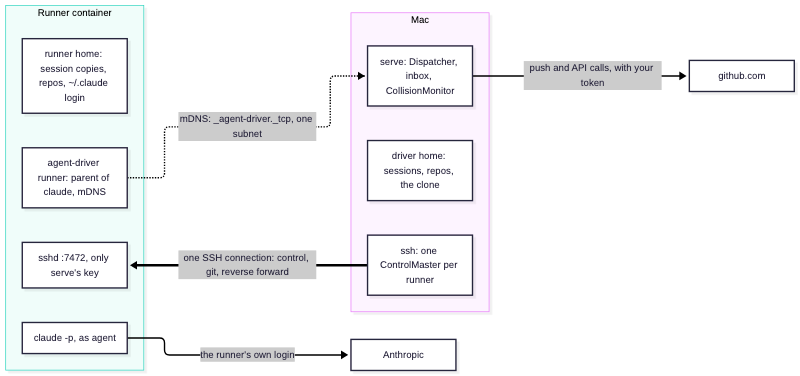 Runner container
runner home:
session copies,
repos, ~/.claude
login
agent-driver
runner: parent of
claude, mDNS
sshd :7472, only
serve's key
claude -p, as agent
mDNS: _agent-driver._tcp, one
subnet
one SSH connection: control,
git, reverse forward
the runner's own login
Mac
serve: Dispatcher,
inbox,
CollisionMonitor
driver home:
sessions, repos,
the clone
ssh: one
ControlMaster per
runner
Anthropic
push and API calls, with your
token
github.com